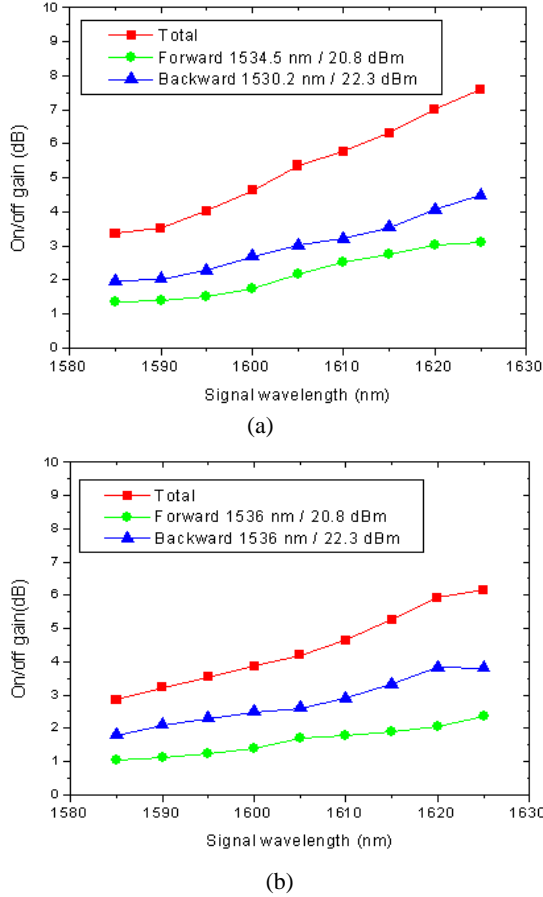 (a)
10
9
8
7
6
5
4
3
2
1
0
On/off gain (dB)
Total
Forward 1534.5 nm / 20.8 dBm
Backward 1530.2 nm / 22.3 dBm
1580 1590 1600 1610 1620 1630
Signal wavelength (nm)
(a)
10
9
8
7
6
5
4
3
2
1
0
On/off gain(dB)
Total
Forward 1536 nm / 20.8 dBm
Backward 1536 nm / 22.3 dBm
1580 1590 1600 1610 1620 1630
Signal wavelength (nm)
(b)